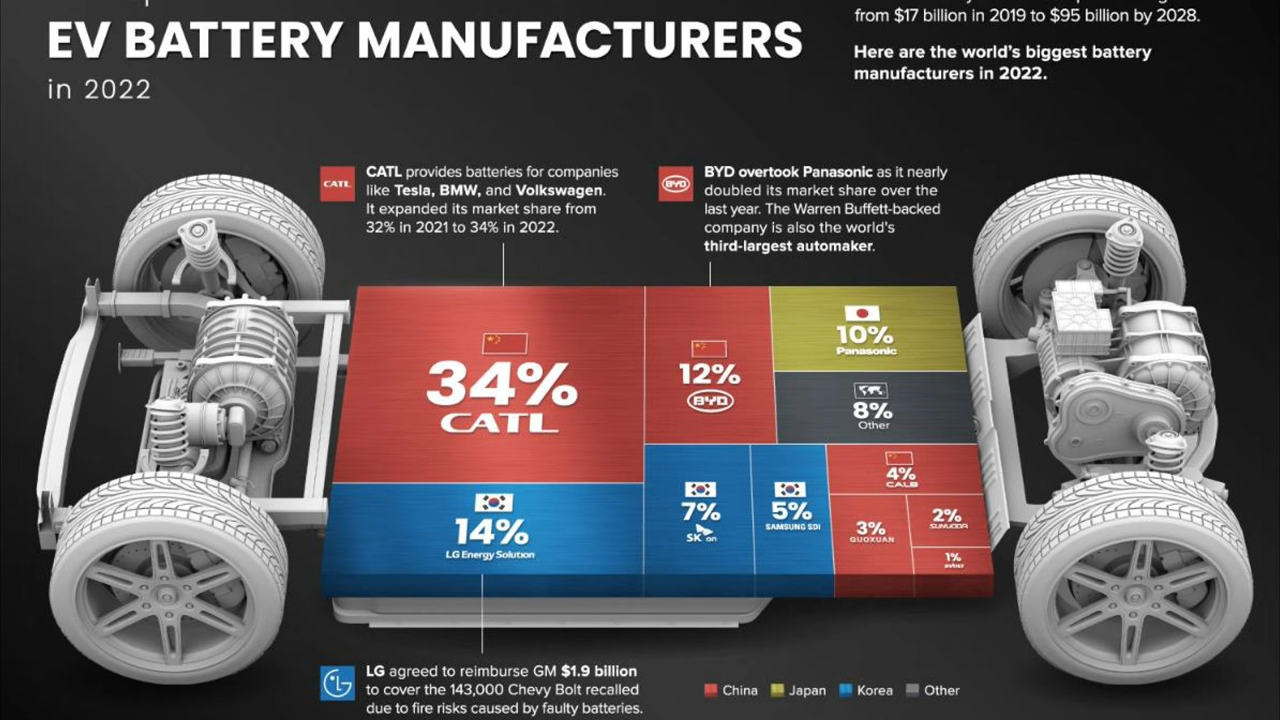 EV BATTERY MANUFACTURERS
in 2022
from $17 billion in 2019 to $95 billion by 2028.
Here are the world's biggest battery
manufacturers in 2022.
CATL
CATL provides batteries for companies
like Tesla, BMW, and Volkswagen.
It expanded its market share from
32% in 2021 to 34% in 2022.
BYD
BYD overtook Panasonic as it nearly
doubled its market share over the
last year. The Warren Buffett-backed
company is also the world's
third-largest automaker.
34%
CATL
12%
BYD
10%
Panasonic
8%
Other
14%
LG Energy Solution
7%
SK on
5%
SAMSUNG SDI
4%
CALB
3%
GUOXUAN
2%
SUNWODA
1%
LG
LG agreed to reimburse GM $1.9 billion
to cover the 143,000 Chevy Bolt recalled
due to fire risks caused by faulty batteries.
China
Japan
Korea
Other